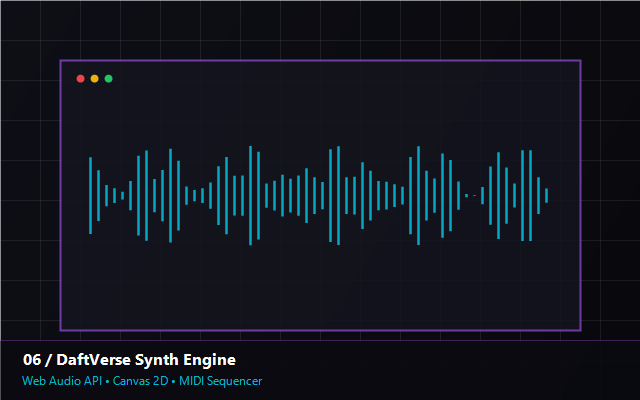 06 / DaftVerse Synth Engine
Web Audio API • Canvas 2D • MIDI Sequencer